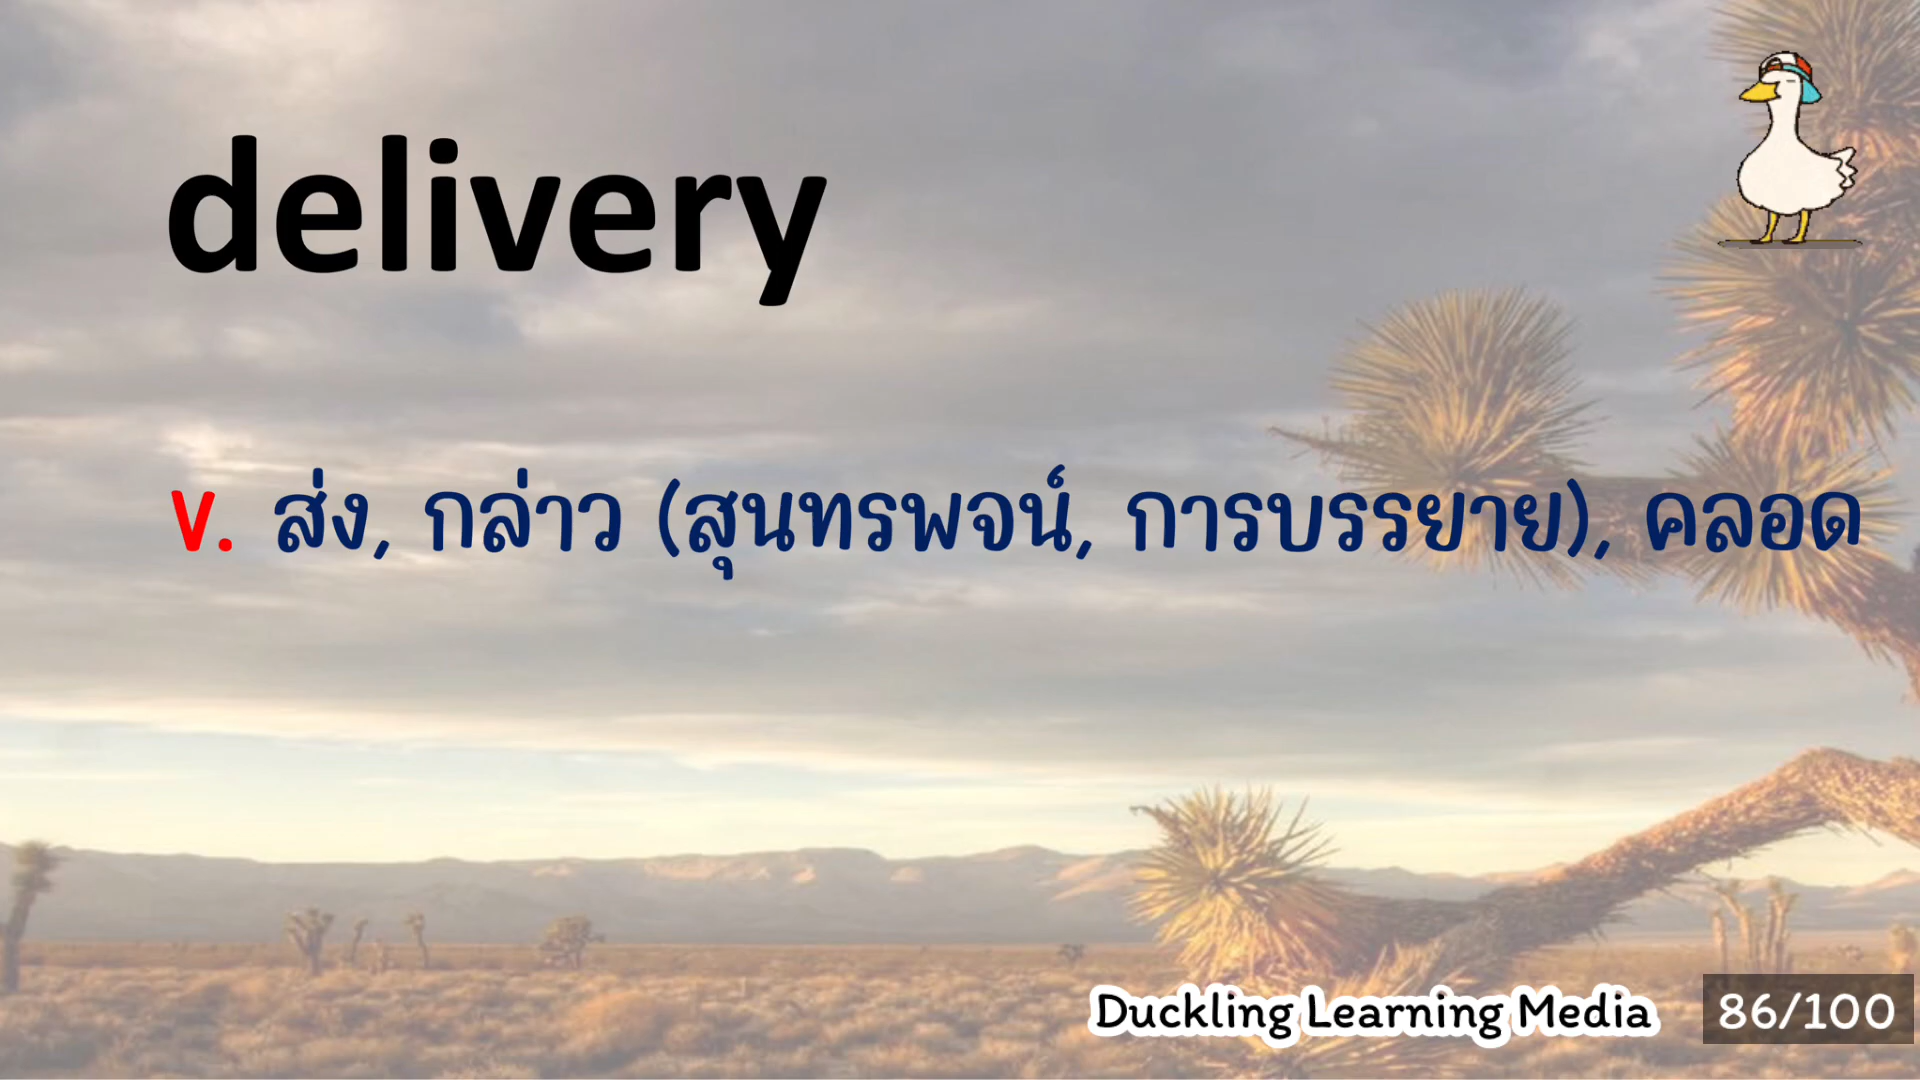 delivery
v. ส่ง, กล่าว (สุนทรพจน์, การบรรยาย), คลอด
Duckling Learning Media
86/100